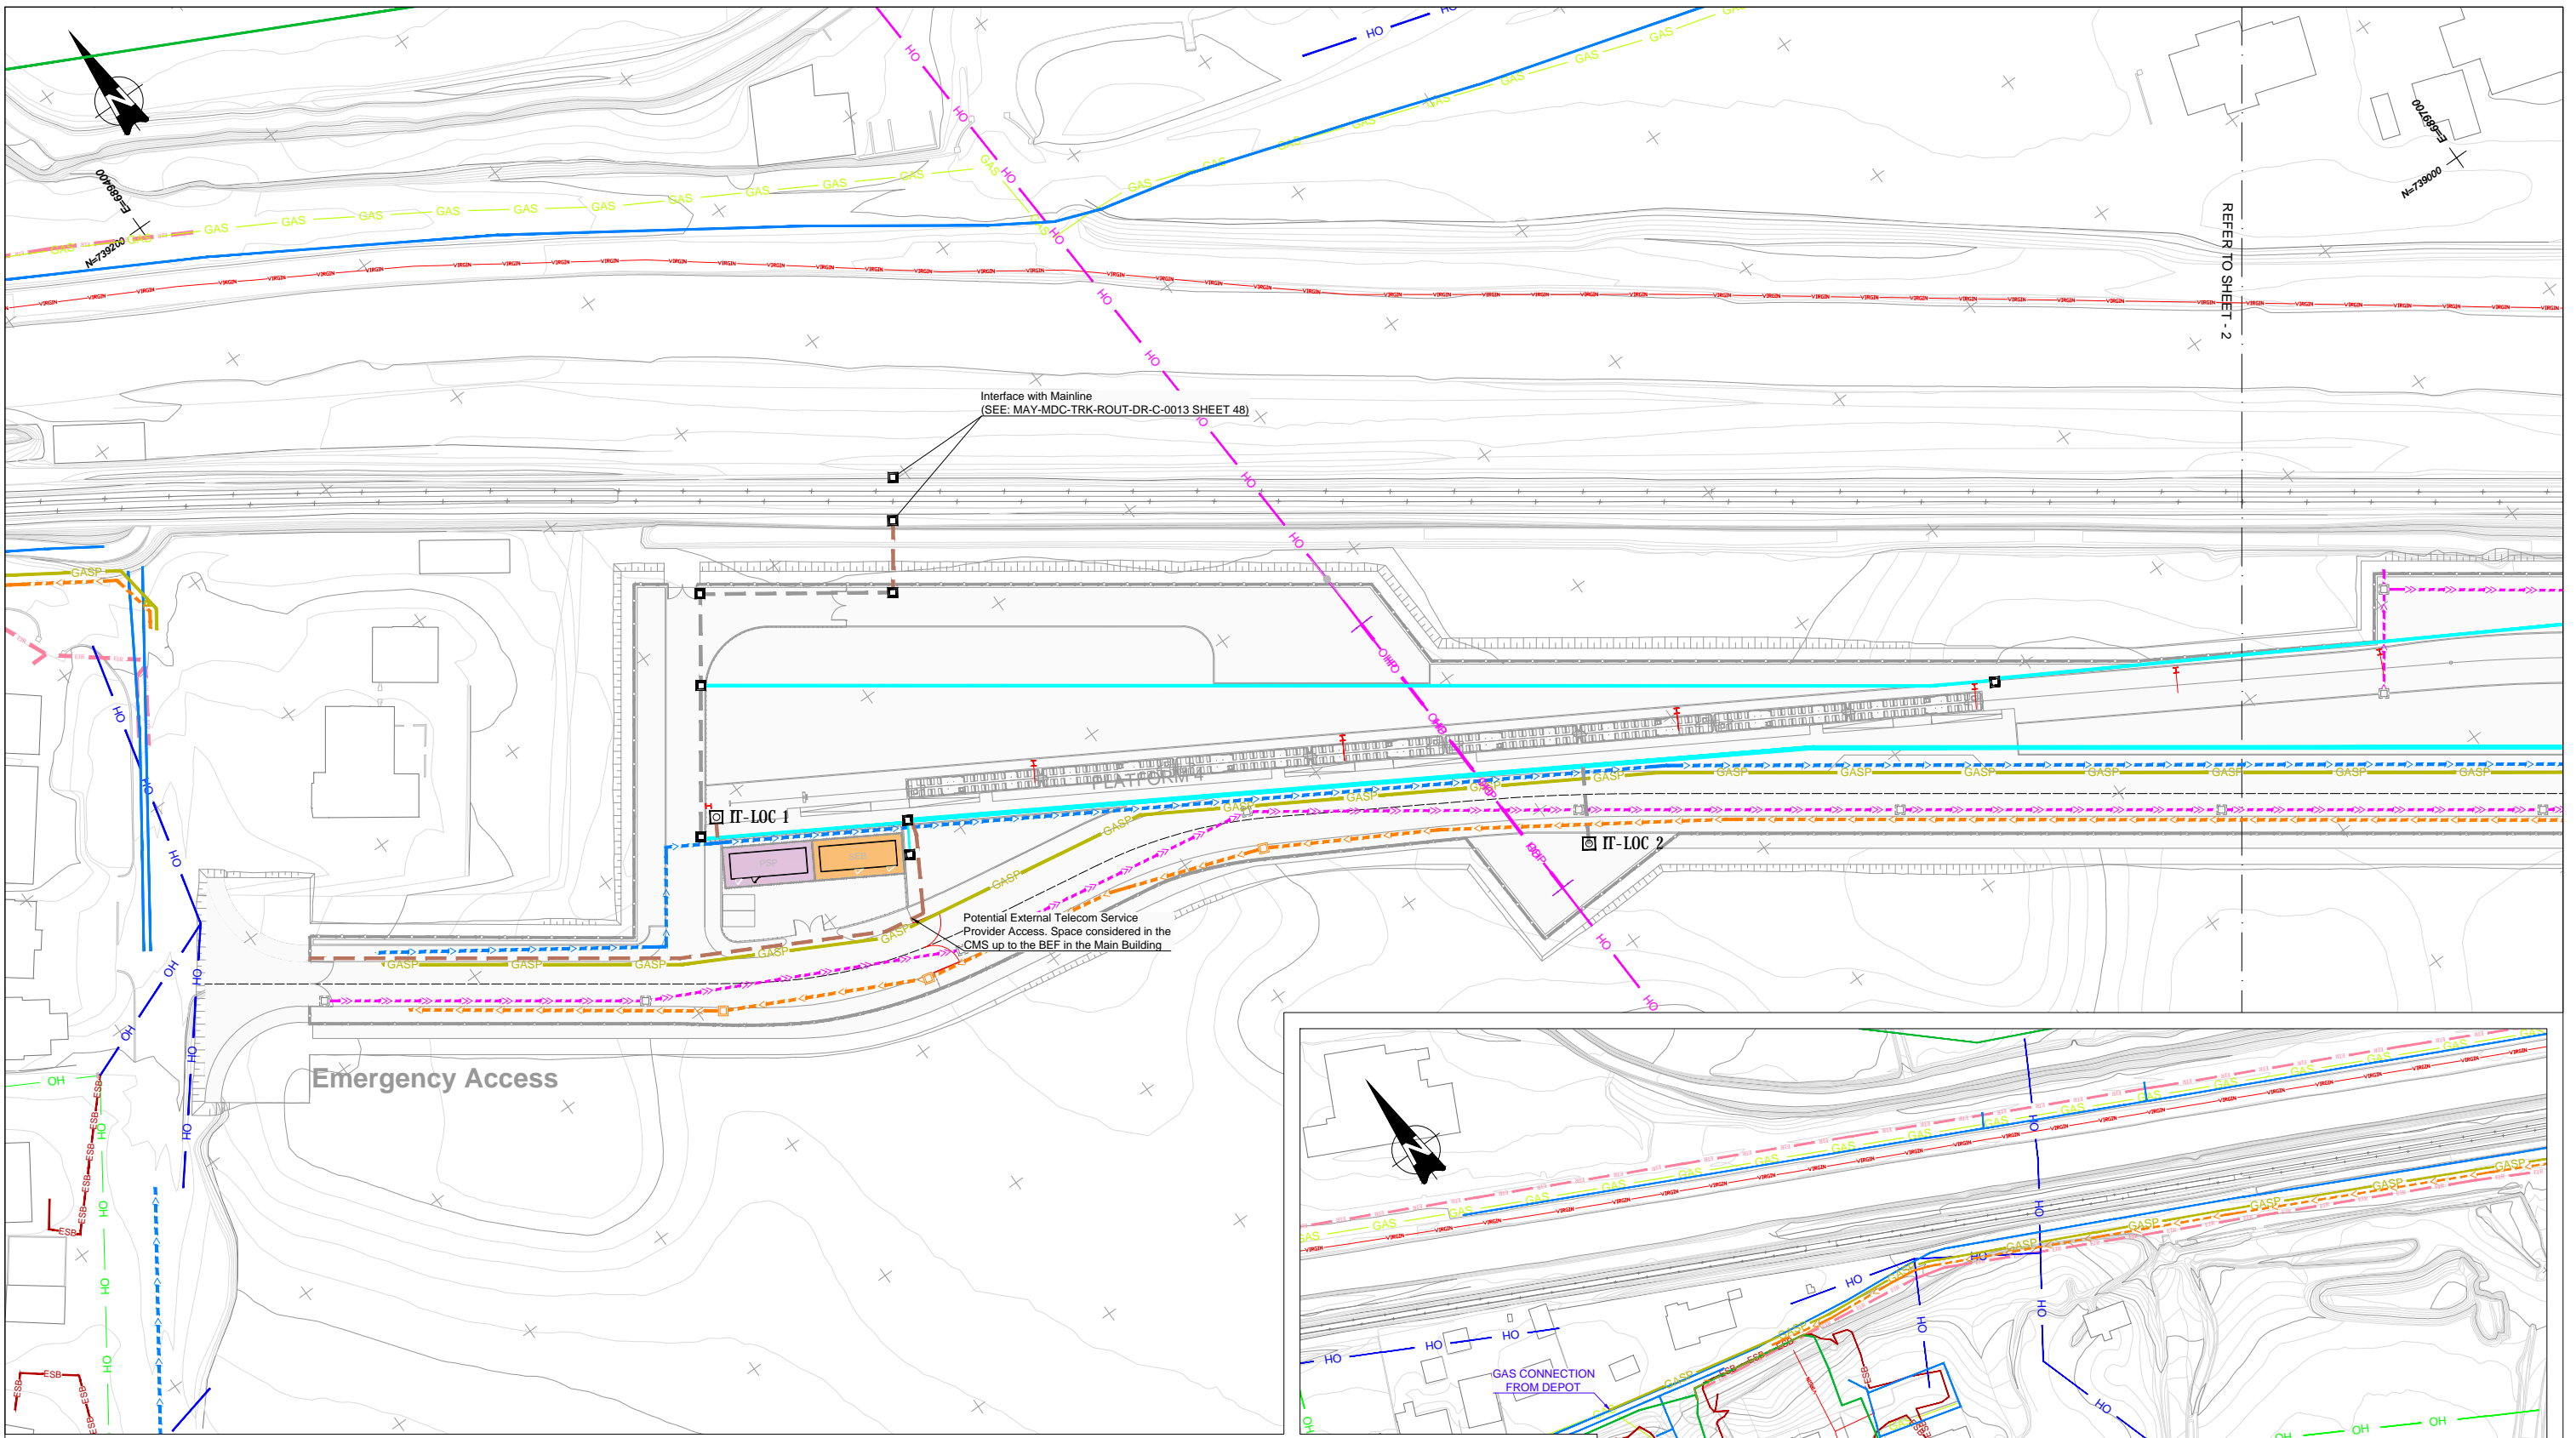 E=689400
N=739200
E=689700
N=739000
REFER TO SHEET - 2
Interface with Mainline
(SEE: MAY-MDC-TRK-ROUT-DR-C-0013 SHEET 48)
PLATFORM 4
IT-LOC 1
IT-LOC 2
PSP
Potential External Telecom Service
Provider Access. Space considered in the
CMS up to the BEF in the Main Building
Emergency Access
GAS CONNECTION
FROM DEPOT
GAS
VIRGIN
GASP
OH
ESB
EIR